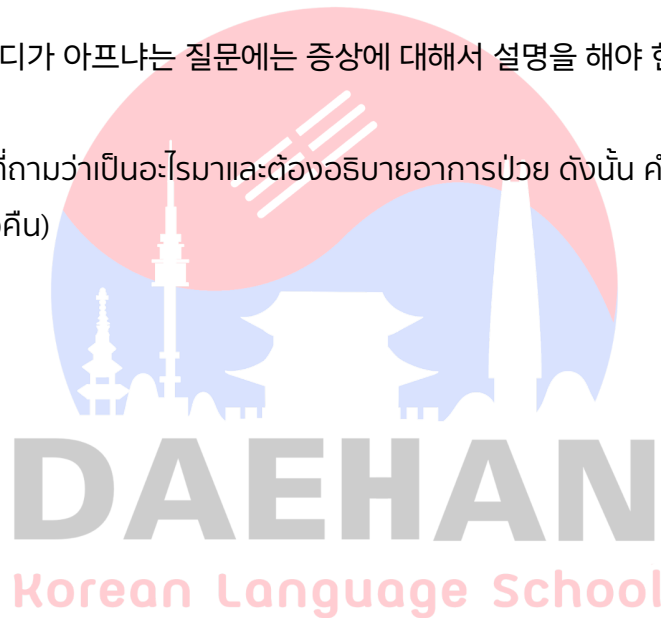 디가 아프냐는 질문에는 증상에 대해서 설명을 해야
ที่ถามว่าเป็นอะไรมาและต้องอธิบายอาการป่วย ดังนั้น
คืน)
DAEHAN
Korean Language School